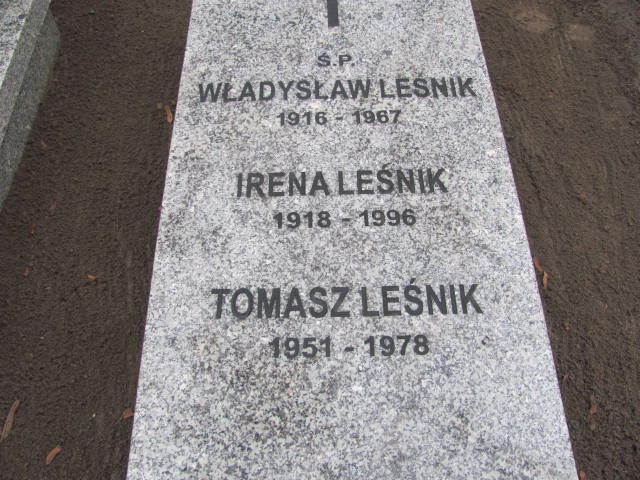 Ś.P.
WŁADYSŁAW LEŚNIK
1916 - 1967
IRENA LEŚNIK
1918 - 1996
TOMASZ LEŚNIK
1951 - 1978